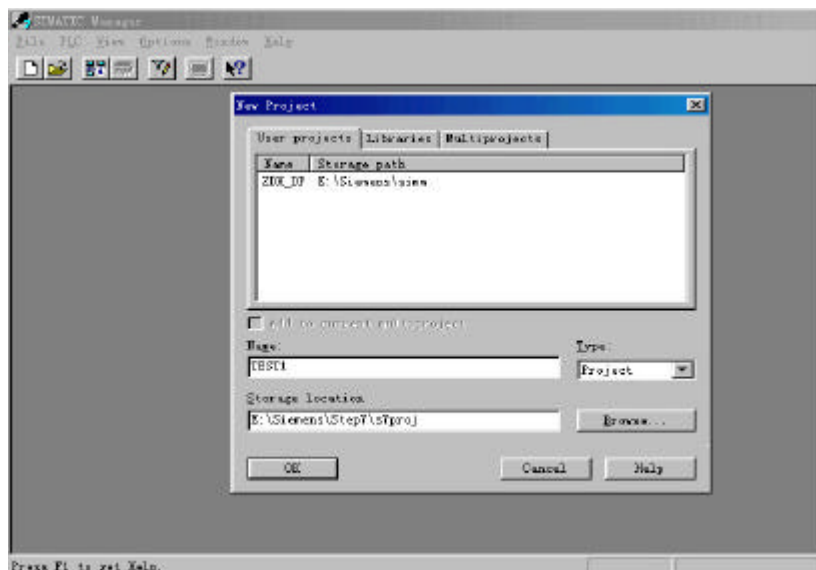 SIMATIC Manager
File PLC View Options Window Help
New Project
User projects Libraries Multiprojects
Name Storage path
E:\Siemens\
Add to current multiproject
Name: Type:
TEST1 Project
Storage location
E:\Siemens\Step7\s7proj Browse...
OK Cancel Help
Press F1 to get Help.